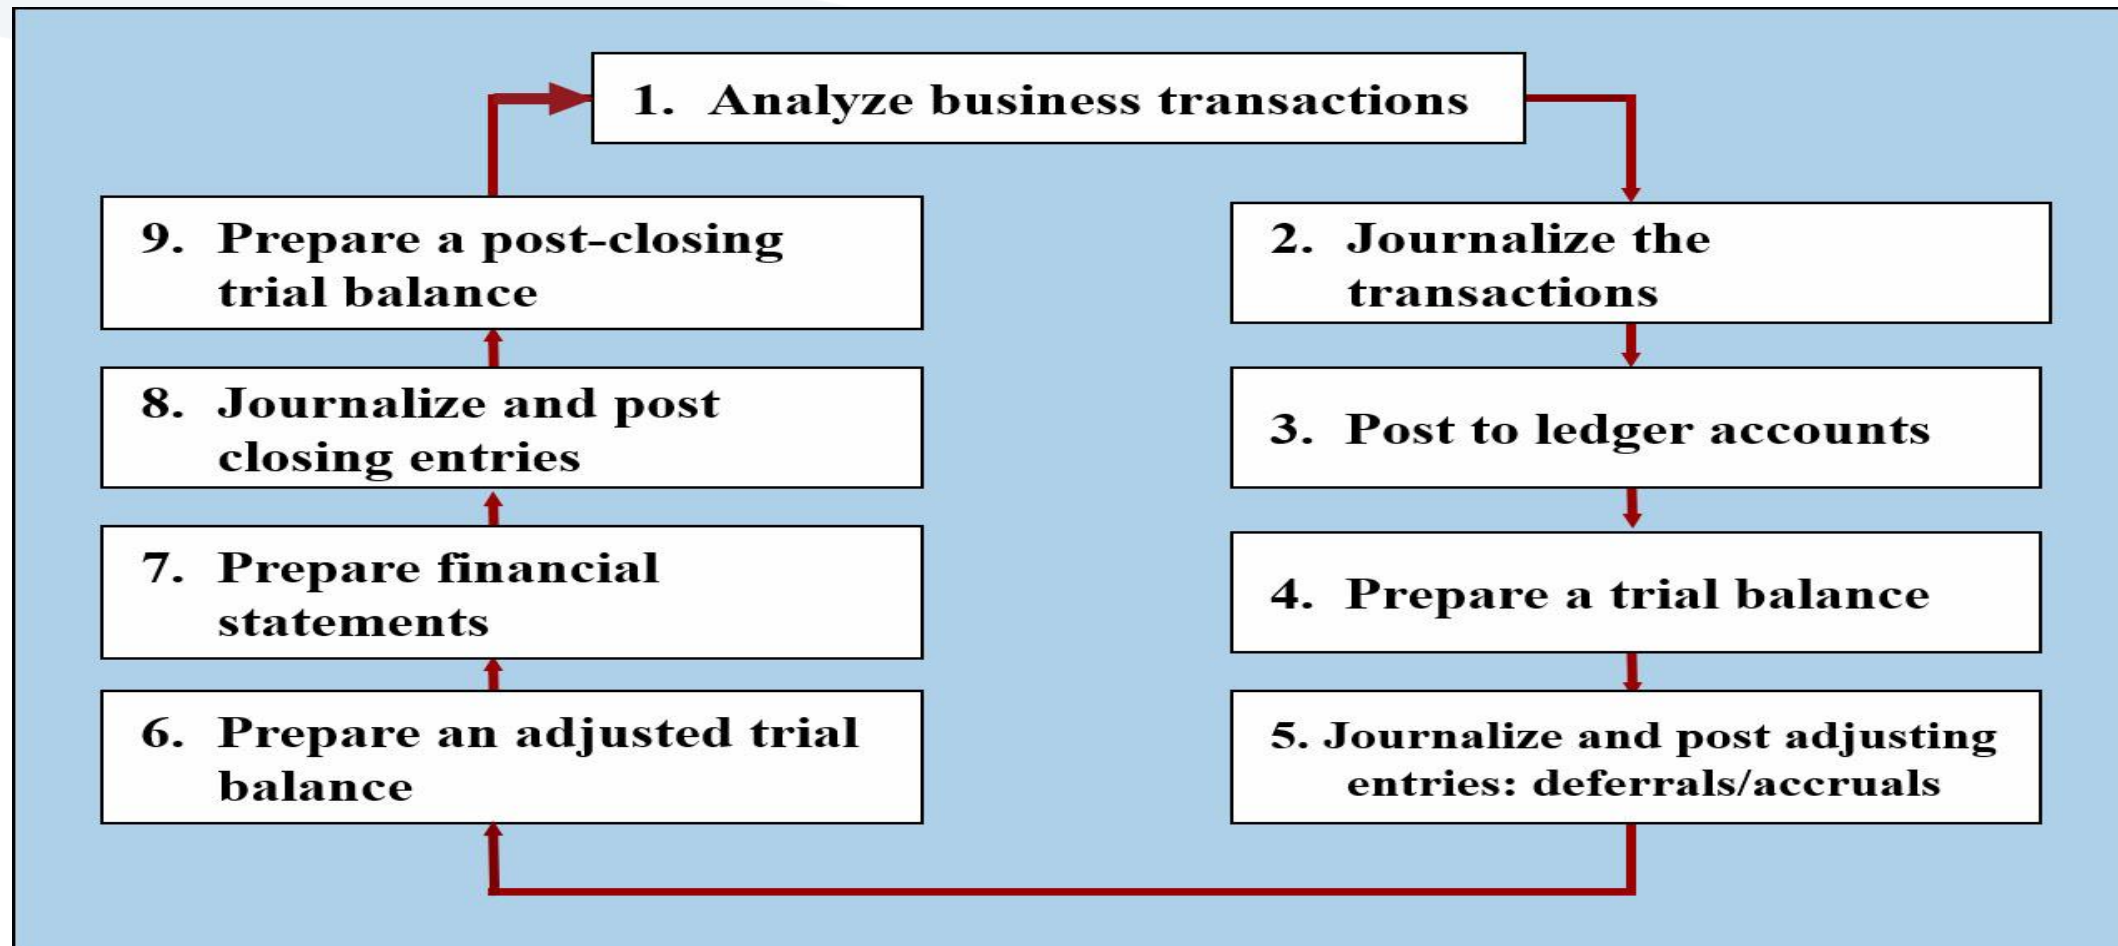 1. Analyze business transactions
2. Journalize the
transactions
3. Post to ledger accounts
4. Prepare a trial balance
5. Journalize and post adjusting
entries: deferrals/accruals
6. Prepare an adjusted trial
balance
7. Prepare financial
statements
8. Journalize and post
closing entries
9. Prepare a post-closing
trial balance